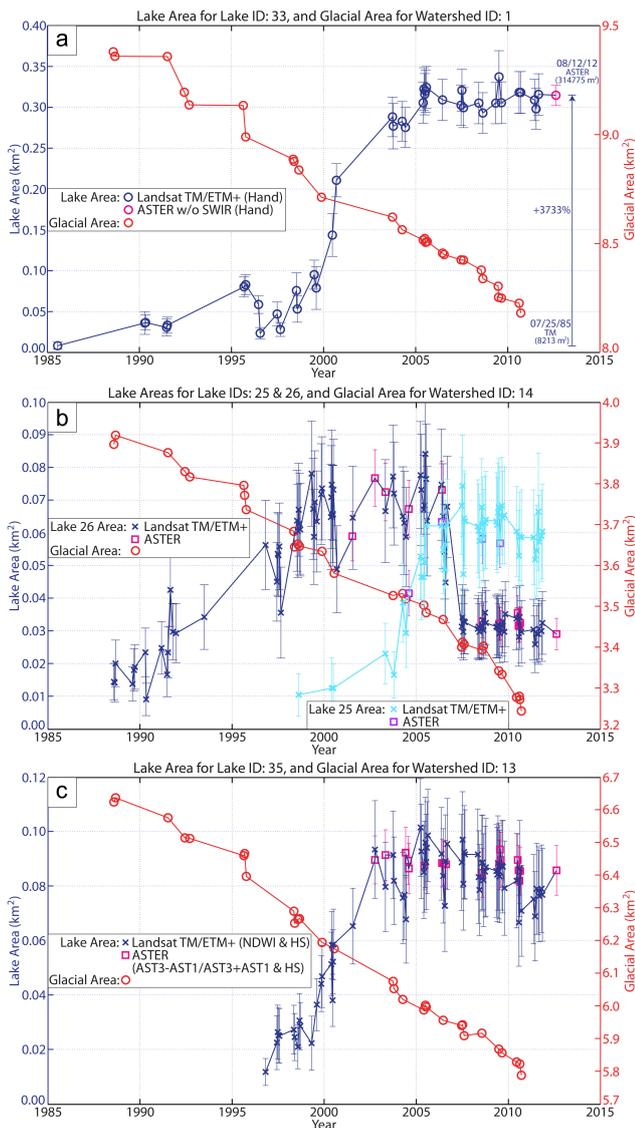 Lake Area for Lake ID: 33, and Glacial Area for Watershed ID: 1
a
0.40
0.35
0.30
0.25
0.20
0.15
0.10
0.05
0.00
Lake Area (km²)
9.5
9.0
8.5
8.0
Glacial Area (km²)
08/12/12
ASTER
(314775 m²)
+3733%
07/25/85
TM
(8213 m²)
Lake Area: Landsat TM/ETM+ (Hand)
ASTER w/o SWIR (Hand)
Glacial Area:
1985 1990 1995 2000 2005 2010 2015
Year
Lake Areas for Lake IDs: 25 & 26, and Glacial Area for Watershed ID: 14
b
0.10
0.09
0.08
0.07
0.06
0.05
0.04
0.03
0.02
0.01
0.00
Lake Area (km²)
4.0
3.9
3.8
3.7
3.6
3.5
3.4
3.3
3.2
Glacial Area (km²)
Lake 26 Area: Landsat TM/ETM+
ASTER
Glacial Area:
Lake 25 Area: Landsat TM/ETM+
ASTER
1985 1990 1995 2000 2005 2010 2015
Year
Lake Area for Lake ID: 35, and Glacial Area for Watershed ID: 13
c
0.12
0.10
0.08
0.06
0.04
0.02
0.00
Lake Area (km²)
6.7
6.6
6.5
6.4
6.3
6.2
6.1
6.0
5.9
5.8
5.7
Glacial Area (km²)
Lake Area: Landsat TM/ETM+ (NDWI & HS)
ASTER
(AST3-AST1/AST3+AST1 & HS)
Glacial Area:
1985 1990 1995 2000 2005 2010 2015
Year